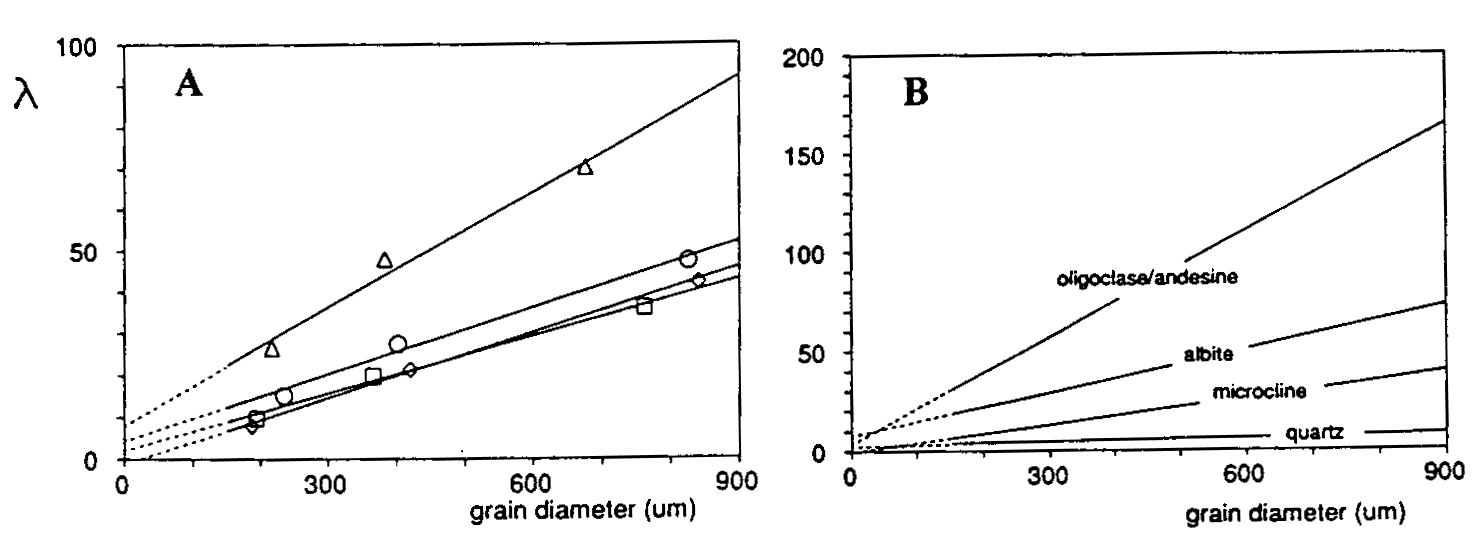 100
λ
A
50
0
0 300 600 900
grain diameter (um)
200
B
150
100
oligoclase/andesine
50
albite
microcline
quartz
0
0 300 600 900
grain diameter (um)